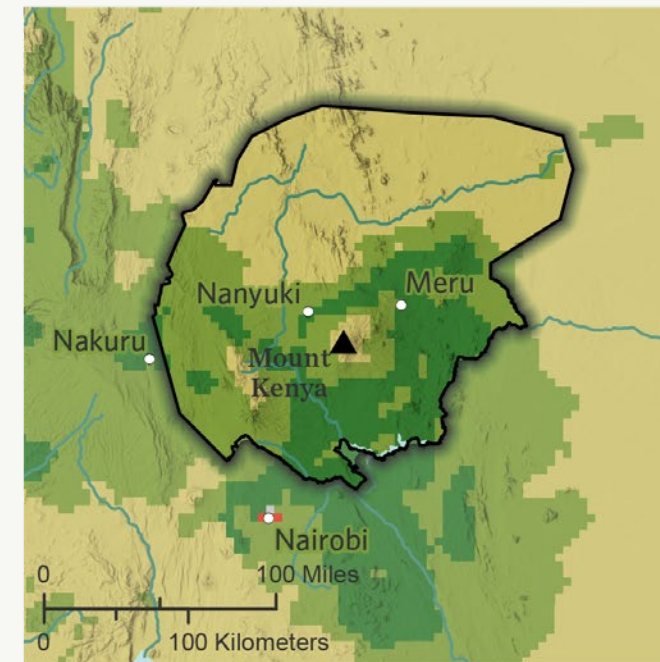 Nanyuki
Meru
Nakuru
Mount
Kenya
Nairobi
0
100 Miles
0
100 Kilometers